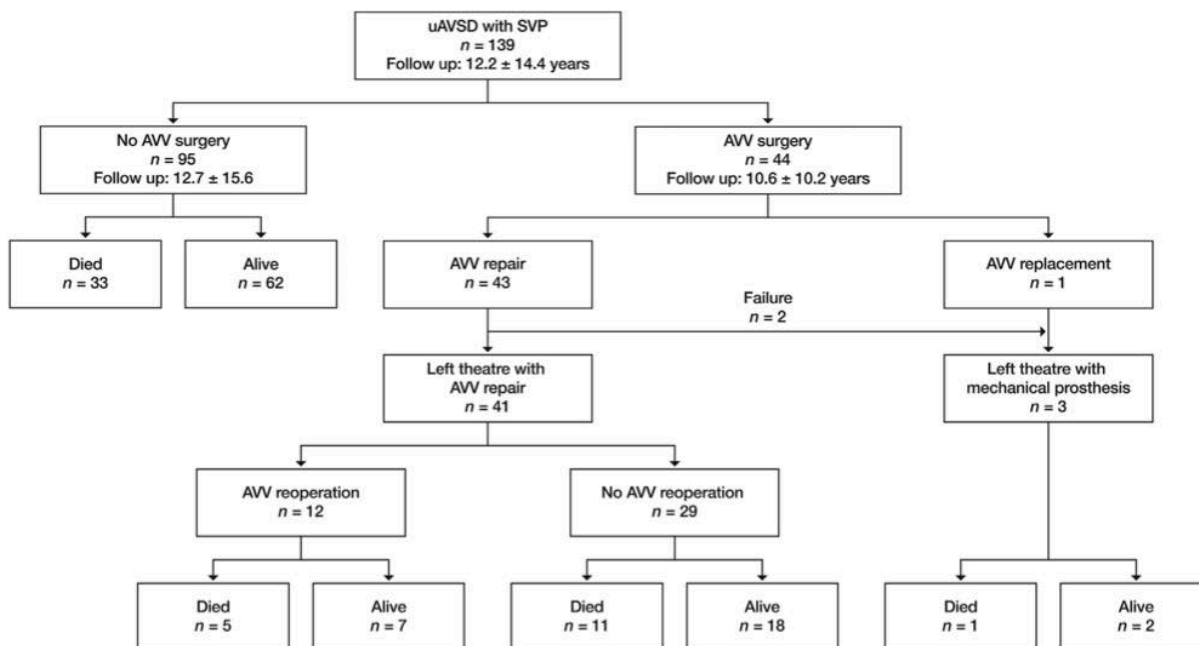 uAVSD with SVP
n = 139
Follow up: 12.2 ± 14.4 years
No AVV surgery
n = 95
Follow up: 12.7 ± 15.6
AVV surgery
n = 44
Follow up: 10.6 ± 10.2 years
Died
n = 33
Alive
n = 62
AVV repair
n = 43
AVV replacement
n = 1
Failure
n = 2
Left theatre with
AVV repair
n = 41
Left theatre with
mechanical prosthesis
n = 3
AVV reoperation
n = 12
No AVV reoperation
n = 29
Died
n = 5
Alive
n = 7
Died
n = 11
Alive
n = 18
Died
n = 1
Alive
n = 2